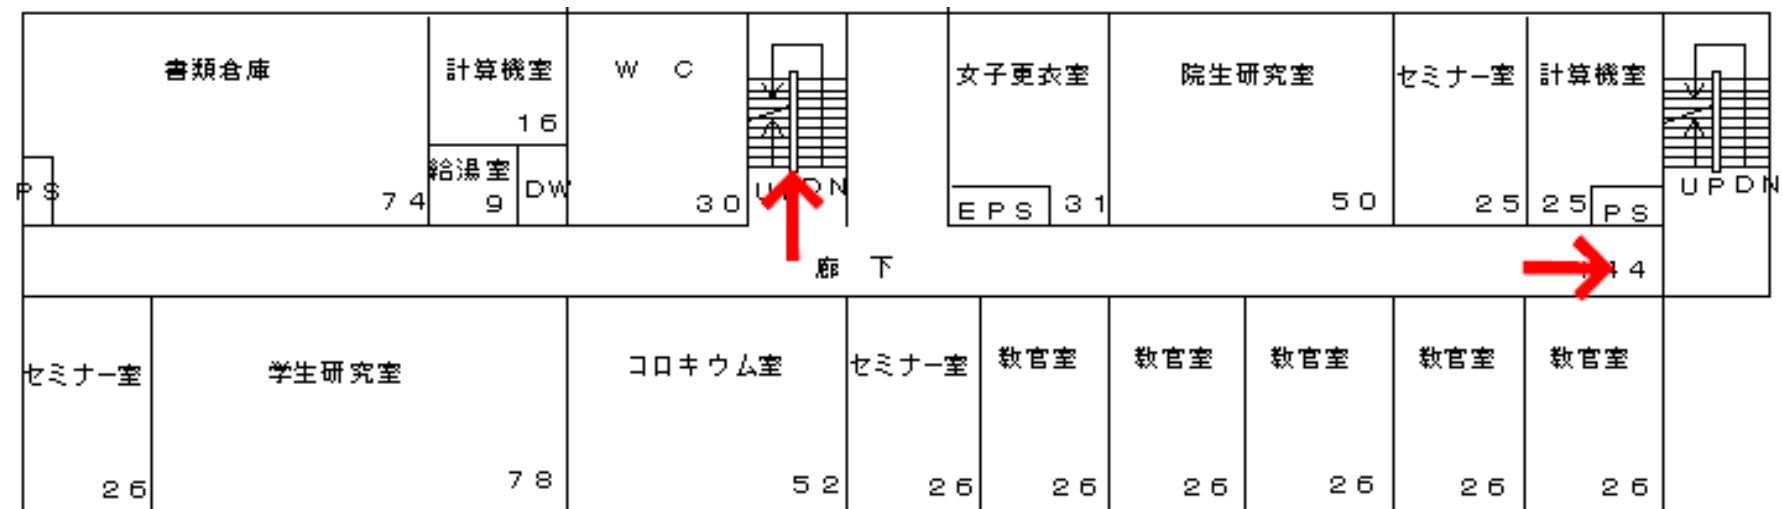 書類倉庫
計算機室
W C
女子更衣室
院生研究室
セミナー室
計算機室
16
給湯室
DW
PS
74
9
30
DN
EPS
31
50
25
25
PS
UPDN
廊下
44
セミナー室
学生研究室
コロキウム室
セミナー室
教官室
教官室
教官室
教官室
教官室
26
78
52
26
26
26
26
26
26